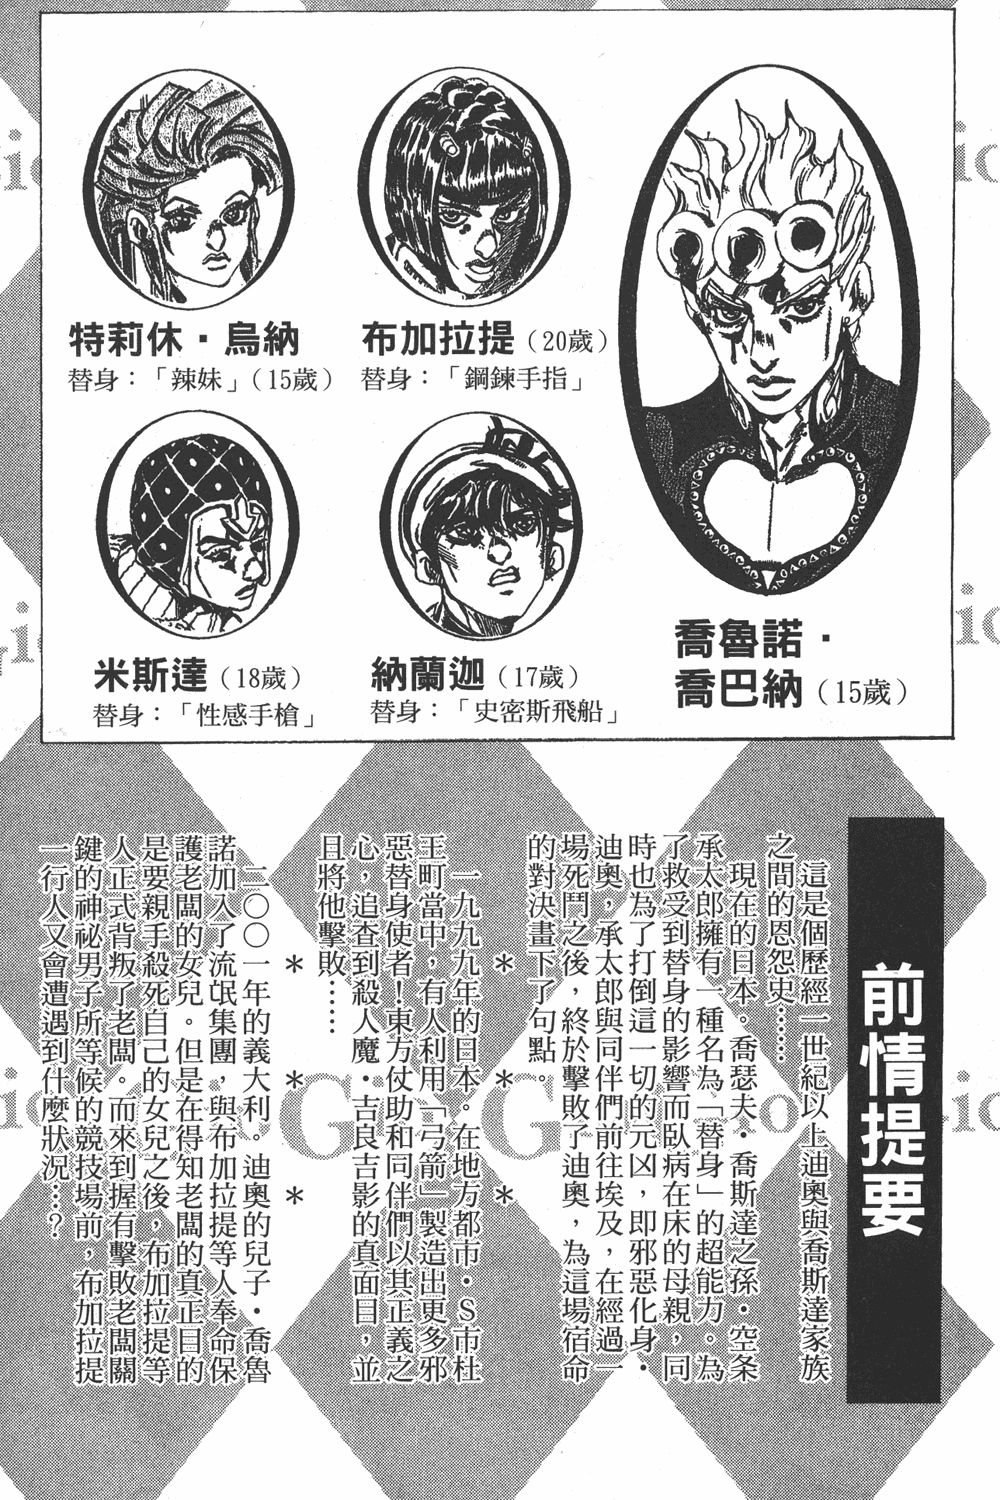 喬魯諾・
喬巴納（15歲）
布加拉提（20歲）
替身：「鋼鍊手指」
特莉休・烏納
替身：「辣妹」（15歲）
納蘭迦（17歲）
替身：「史密斯飛船」
米斯達（18歲）
替身：「性感手槍」
前情提要
這是個歷經一世紀以上迪奧與喬斯達家族
之間的恩怨史……
現在的日本。喬瑟夫・喬斯達之孫・空条
承太郎擁有一種名為「替身」的超能力。為
了救受到替身的影響而臥病在床的母親，同
時也為了打倒這一切的元凶，即邪惡化身・
迪奧，承太郎與同伴們前往埃及，在經過一
場死鬥之後，終於擊敗了迪奧，為這場宿命
的對決畫下了句點。
＊　＊　＊
一九九九年的日本。在地方都市・S市杜
王町當中，有人利用「弓箭」製造出更多邪
惡替身使者！東方仗助和同伴們以其正義之
心，追查到殺人魔・吉良吉影的真面目，並
且將他擊敗……
＊　＊　＊
二〇〇一年的義大利。迪奧的兒子・喬魯
諾加入了流氓集團，與布加拉提等人奉命保
護老闆的女兒。但是在得知老闆的真正目的
是要親手殺死自己的女兒之後，布加拉提等
人正式背叛了老闆。而來到握有擊敗老闆關
鍵的神祕男子所等候的競技場前，布加拉提
一行人又會遭遇到什麼狀況…？